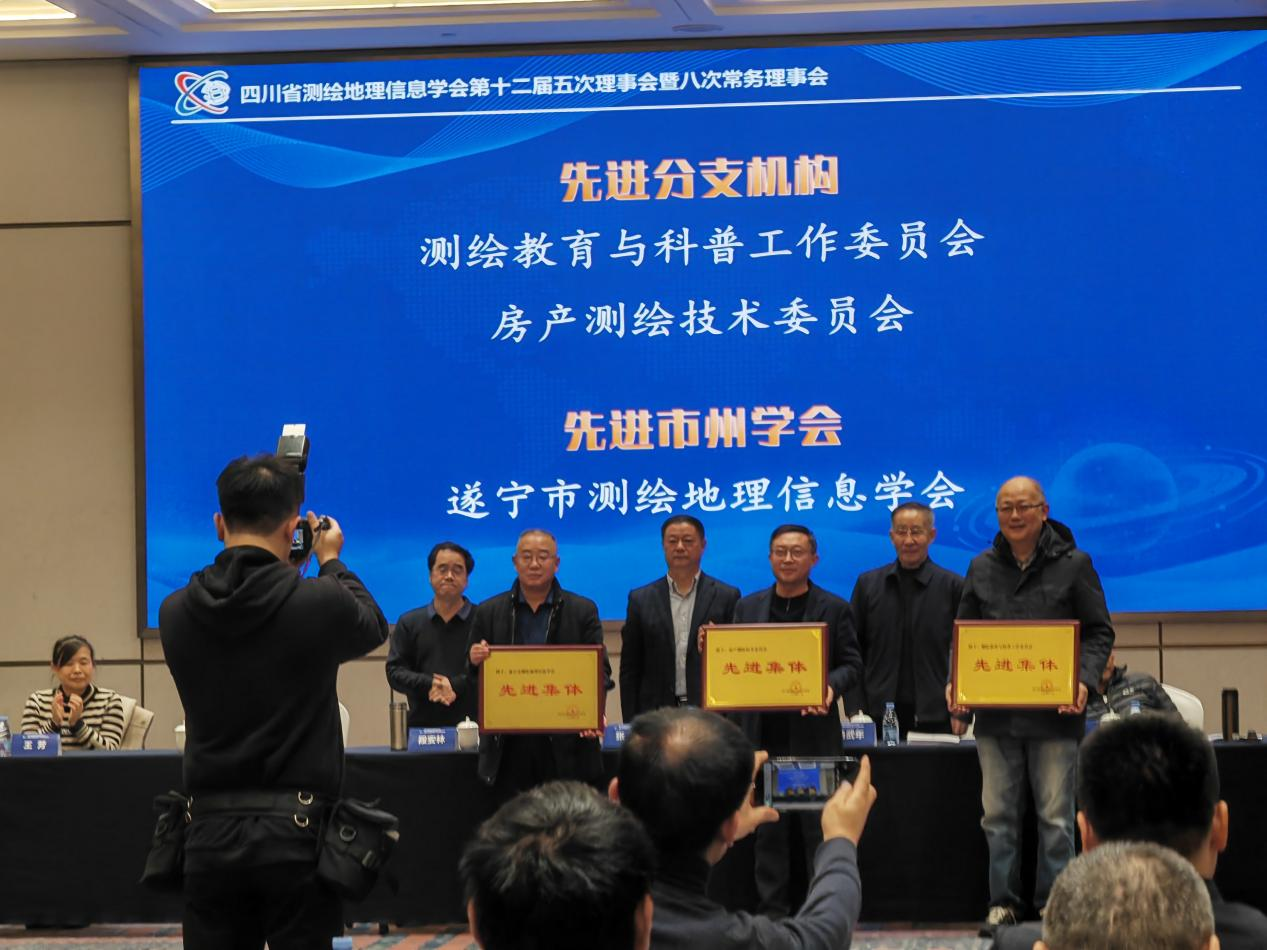 四川省测绘地理信息学会第十二届五次理事会暨八次常务理事会
先进分支机构
测绘教育与科普工作委员会
房产测绘技术委员会
先进市州学会
遂宁市测绘地理信息学会
先进集体
先进集体
先进集体
王芳